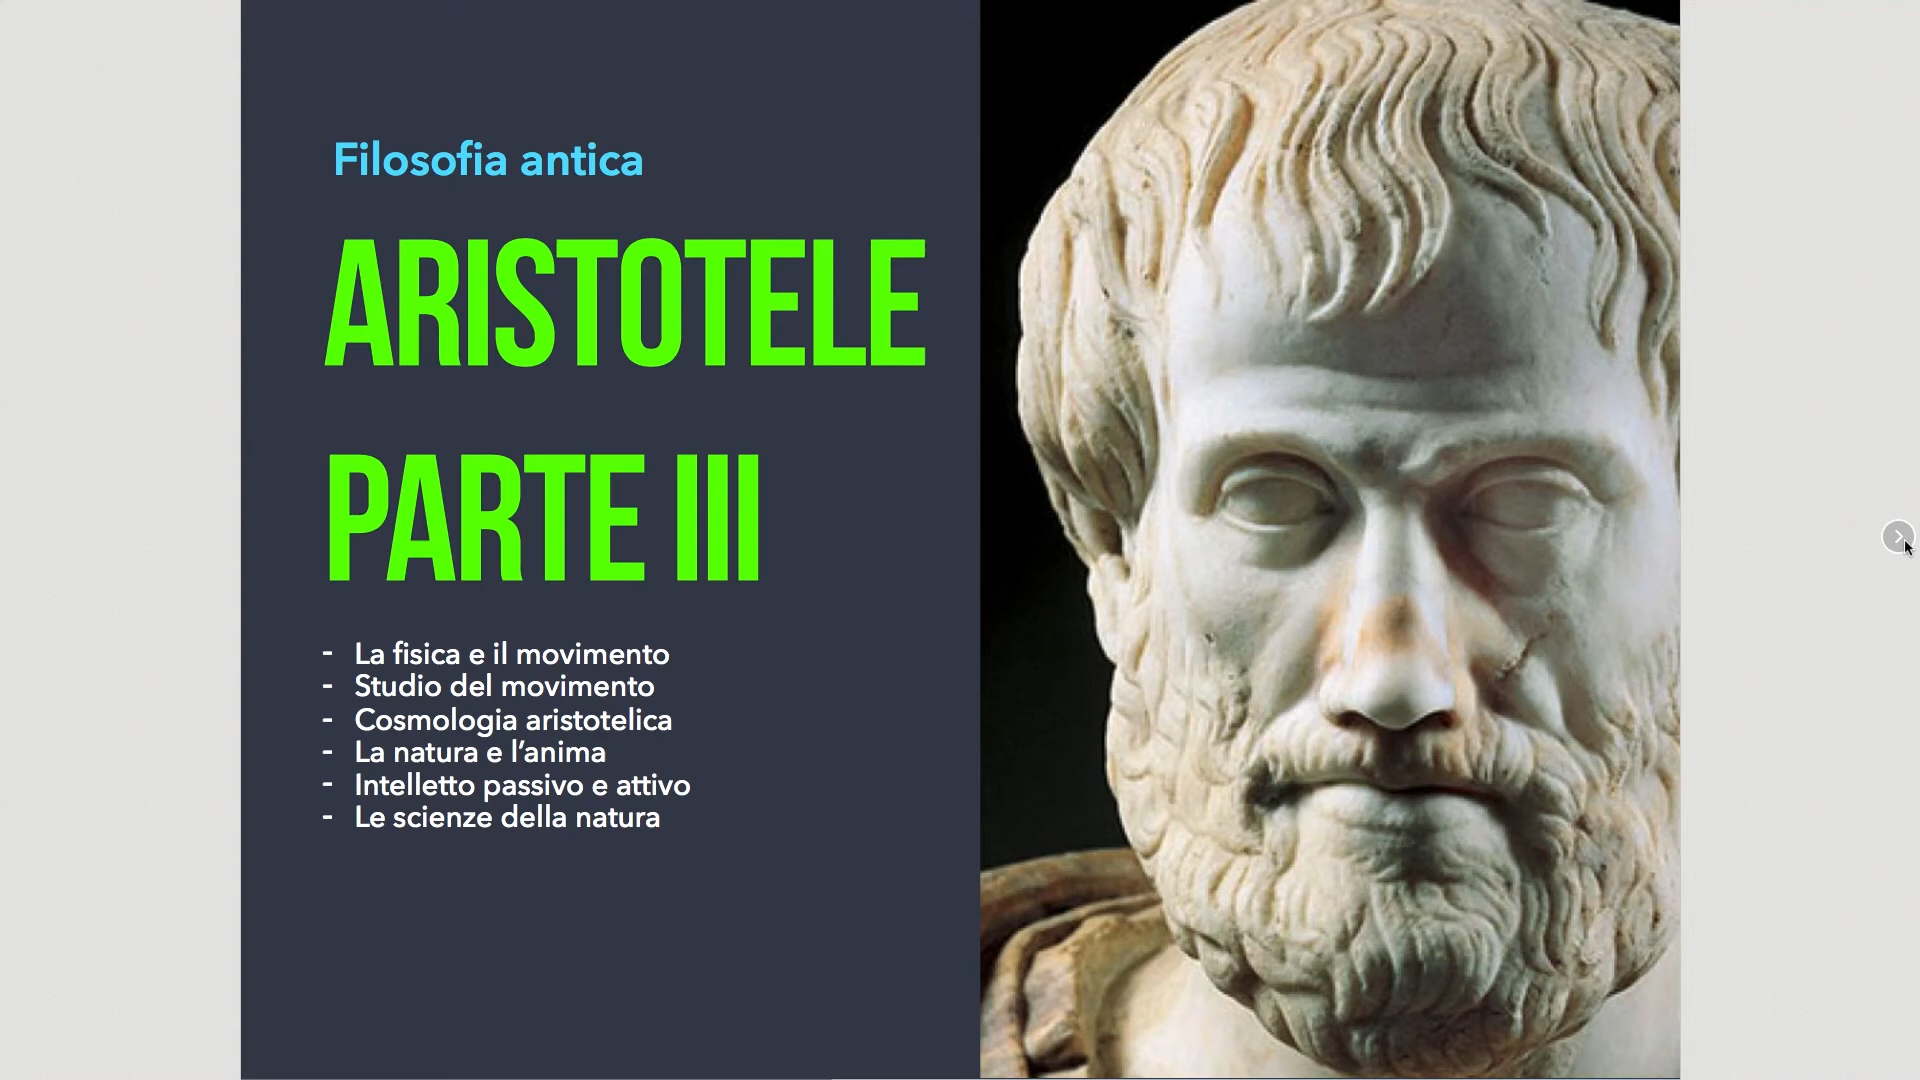 Filosofia antica
ARISTOTELE
PARTE III
- La fisica e il movimento
- Studio del movimento
- Cosmologia aristotelica
- La natura e l’anima
- Intelletto passivo e attivo
- Le scienze della natura